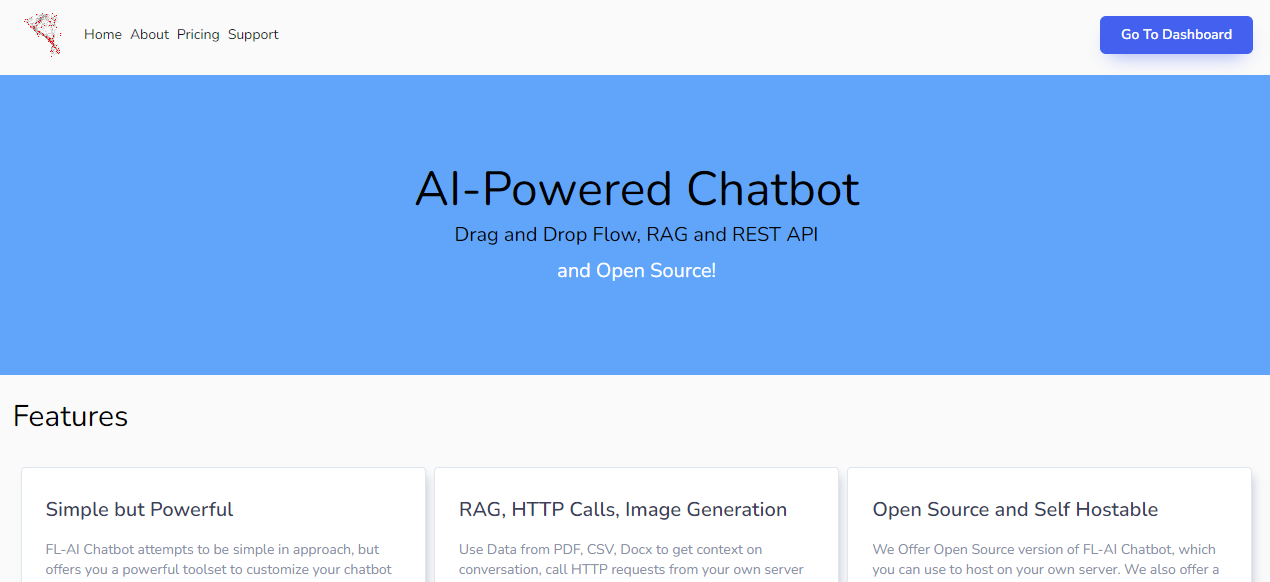 Home About Pricing Support
Go To Dashboard
AI-Powered Chatbot
Drag and Drop Flow, RAG and REST API
and Open Source!
Features
Simple but Powerful
FL-AI Chatbot attempts to be simple in approach, but
offers you a powerful toolset to customize your chatbot
RAG, HTTP Calls, Image Generation
Use Data from PDF, CSV, Docx to get context on
conversation, call HTTP requests from your own server
Open Source and Self Hostable
We Offer Open Source version of FL-AI Chatbot, which
you can use to host on your own server. We also offer a